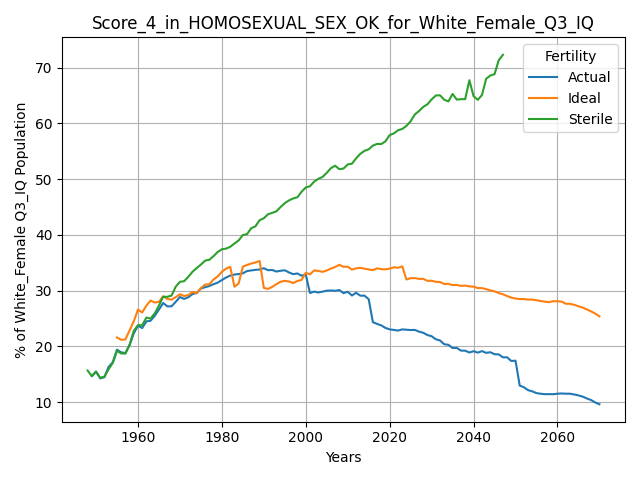 Score_4_in_HOMOSEXUAL_SEX_OK_for_White_Female_Q3_IQ
% of White_Female Q3_IQ Population
70
60
50
40
30
20
10
Fertility
Actual
Ideal
Sterile
1960
1980
2000
2020
2040
2060
Years